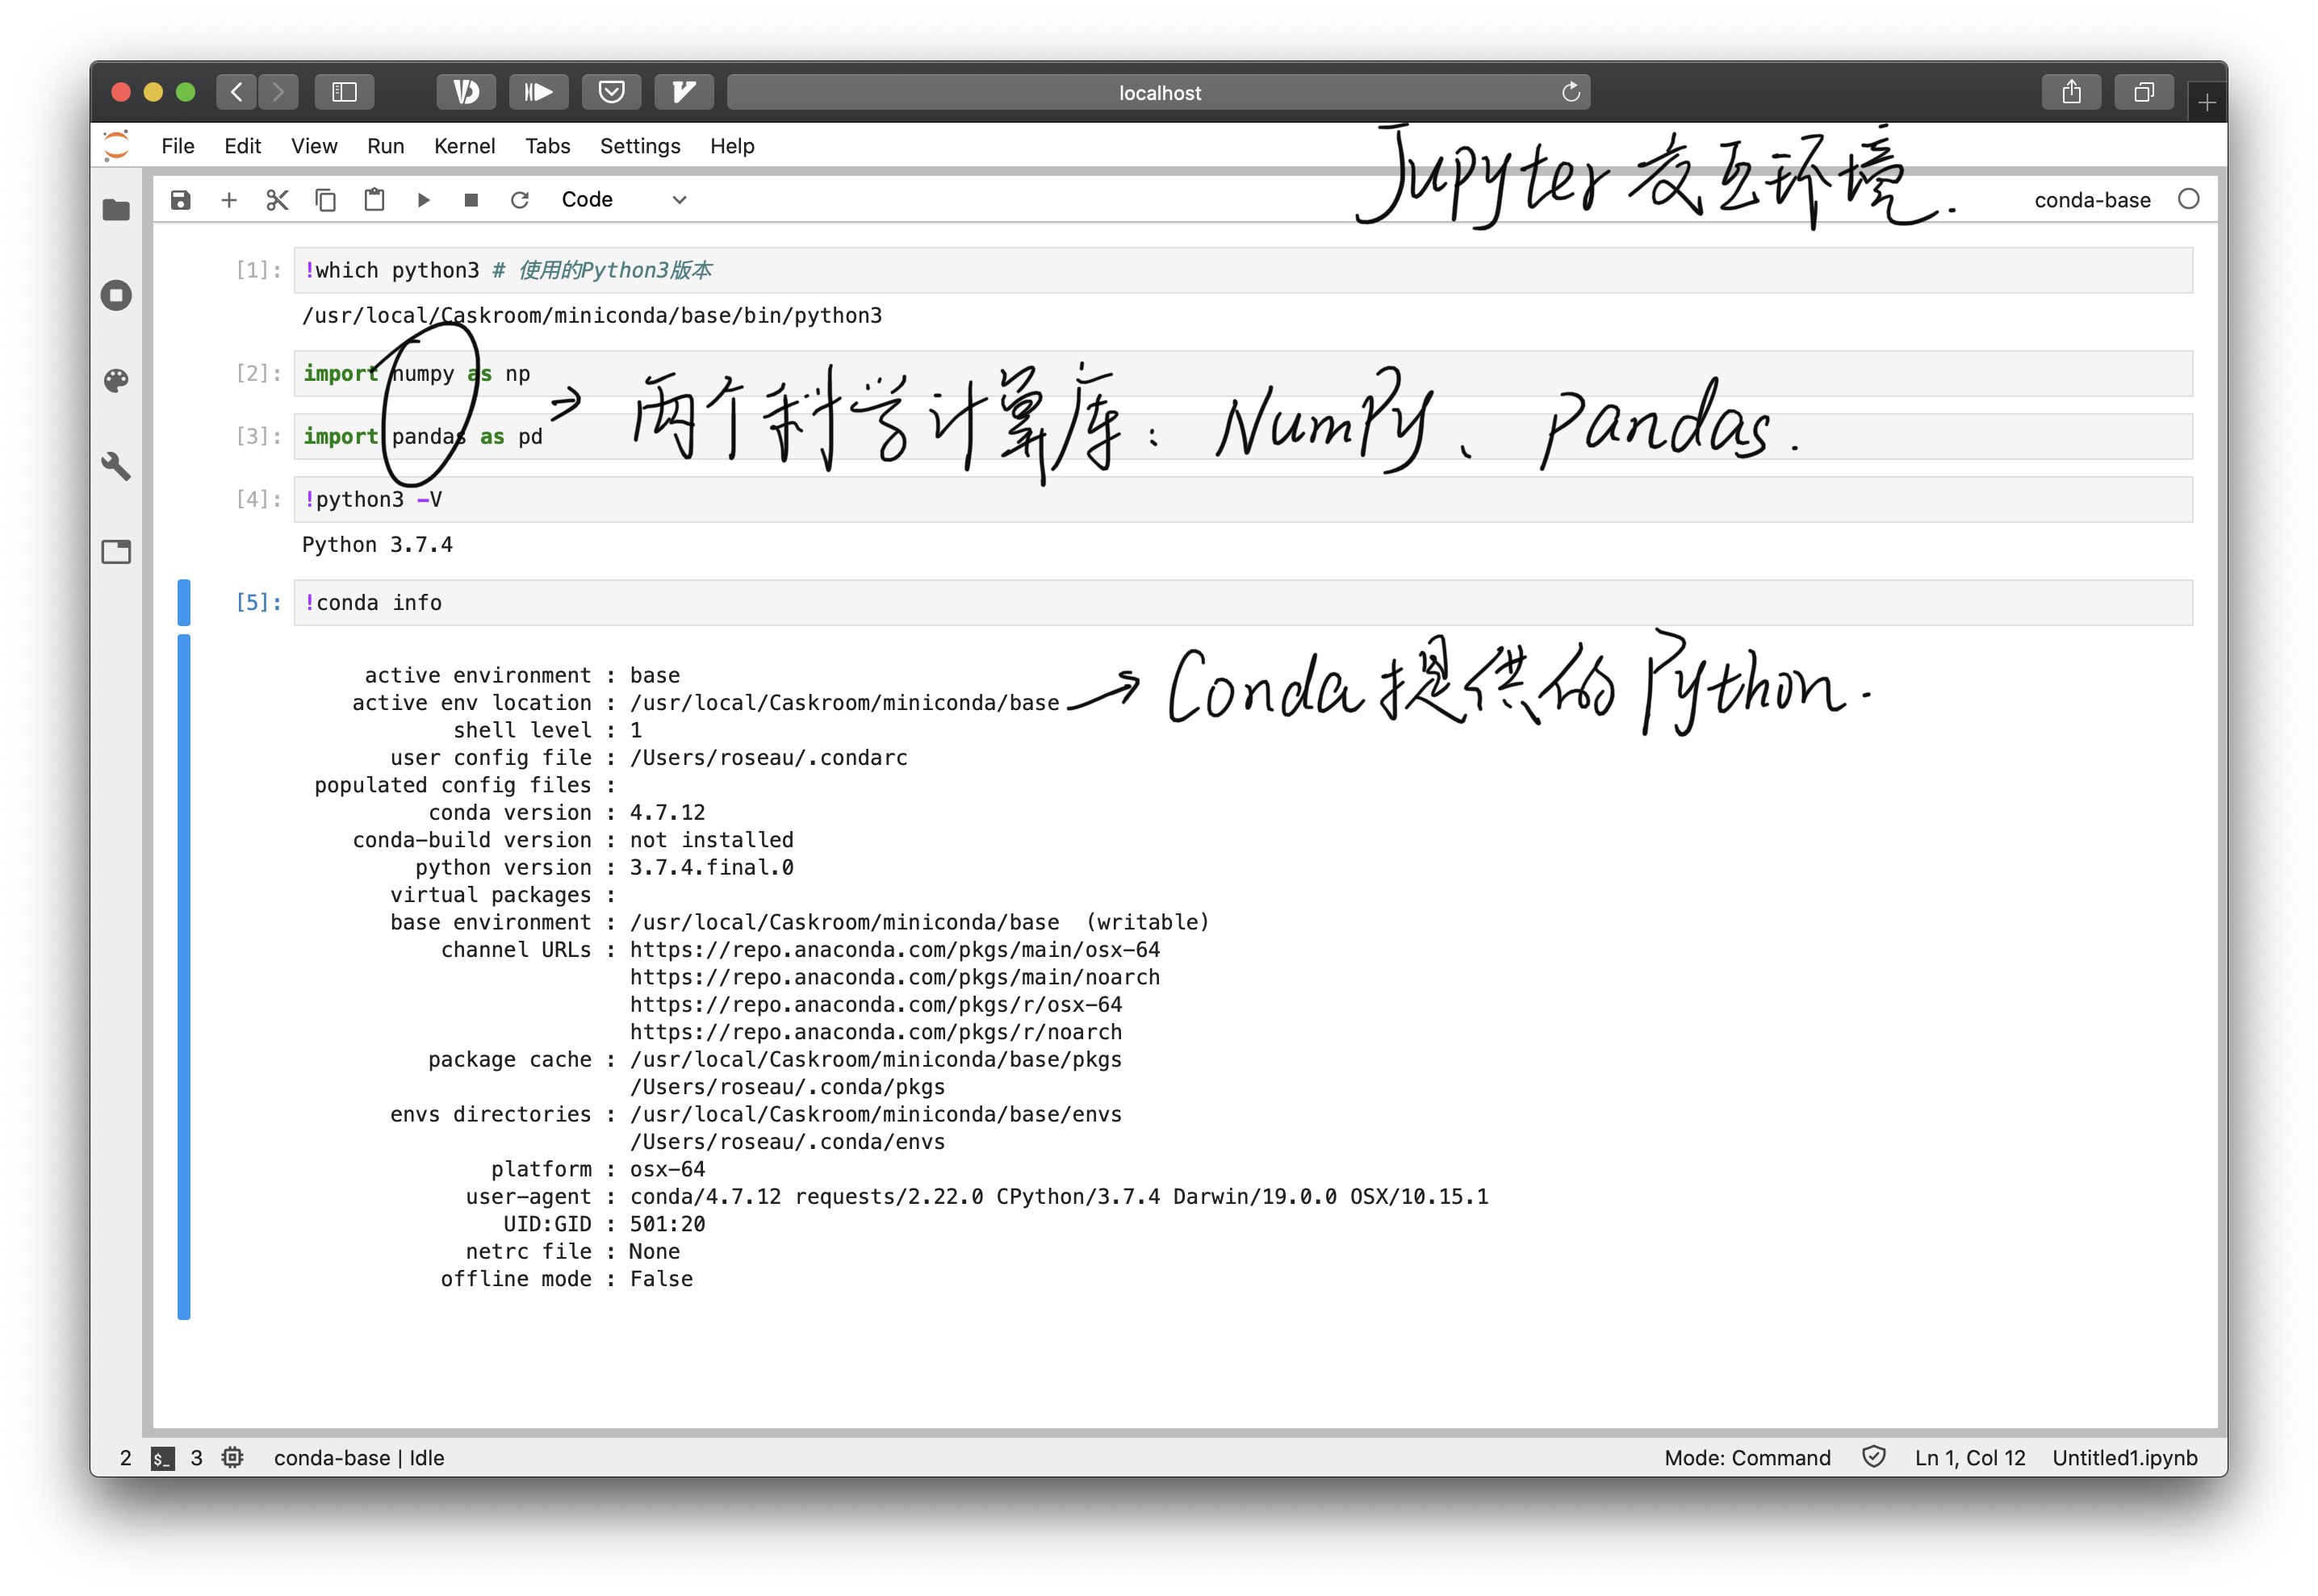 localhost
File Edit View Run Kernel Tabs Settings Help
Jupyter 交互环境.
Code
conda-base
[1]: !which python3 # 使用的Python3版本
/usr/local/Caskroom/miniconda/base/bin/python3
[2]: import numpy as np
[3]: import pandas as pd
→ 两个科学计算库: NumPy、Pandas.
[4]: !python3 -V
Python 3.7.4
[5]: !conda info
active environment : base
active env location : /usr/local/Caskroom/miniconda/base → Conda 提供的 Python.
shell level : 1
user config file : /Users/roseau/.condarc
populated config files :
conda version : 4.7.12
conda-build version : not installed
python version : 3.7.4.final.0
virtual packages :
base environment : /usr/local/Caskroom/miniconda/base  (writable)
channel URLs : https://repo.anaconda.com/pkgs/main/osx-64
https://repo.anaconda.com/pkgs/main/noarch
https://repo.anaconda.com/pkgs/r/osx-64
https://repo.anaconda.com/pkgs/r/noarch
package cache : /usr/local/Caskroom/miniconda/base/pkgs
/Users/roseau/.conda/pkgs
envs directories : /usr/local/Caskroom/miniconda/base/envs
/Users/roseau/.conda/envs
platform : osx-64
user-agent : conda/4.7.12 requests/2.22.0 CPython/3.7.4 Darwin/19.0.0 OSX/10.15.1
UID:GID : 501:20
netrc file : None
offline mode : False
2 $_ 3 conda-base | Idle
Mode: Command Ln 1, Col 12 Untitled1.ipynb